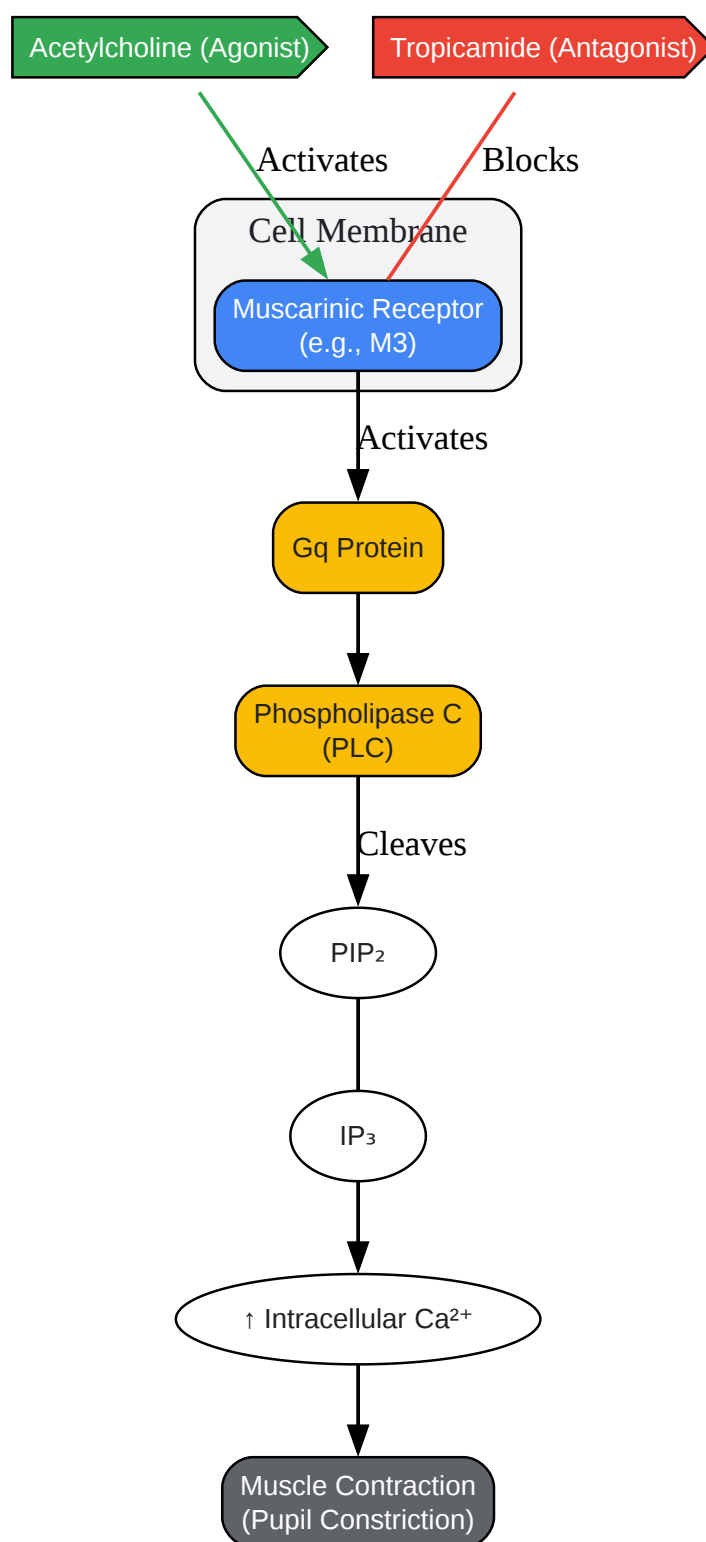 Acetylcholine (Agonist)
Tropicamide (Antagonist)
Activates
Blocks
Cell Membrane
Muscarinic Receptor
(e.g., M3)
Activates
Gq Protein
Phospholipase C
(PLC)
Cleaves
PIP₂
IP₃
↑ Intracellular Ca²⁺
Muscle Contraction
(Pupil Constriction)